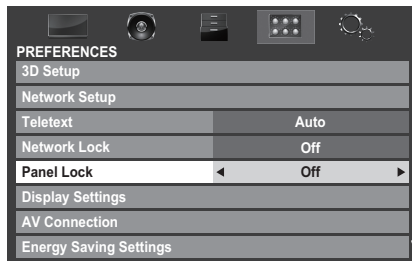 PREFERENCES
3D Setup
Network Setup
Teletext Auto
Network Lock Off
Panel Lock Off
Display Settings
AV Connection
Energy Saving Settings